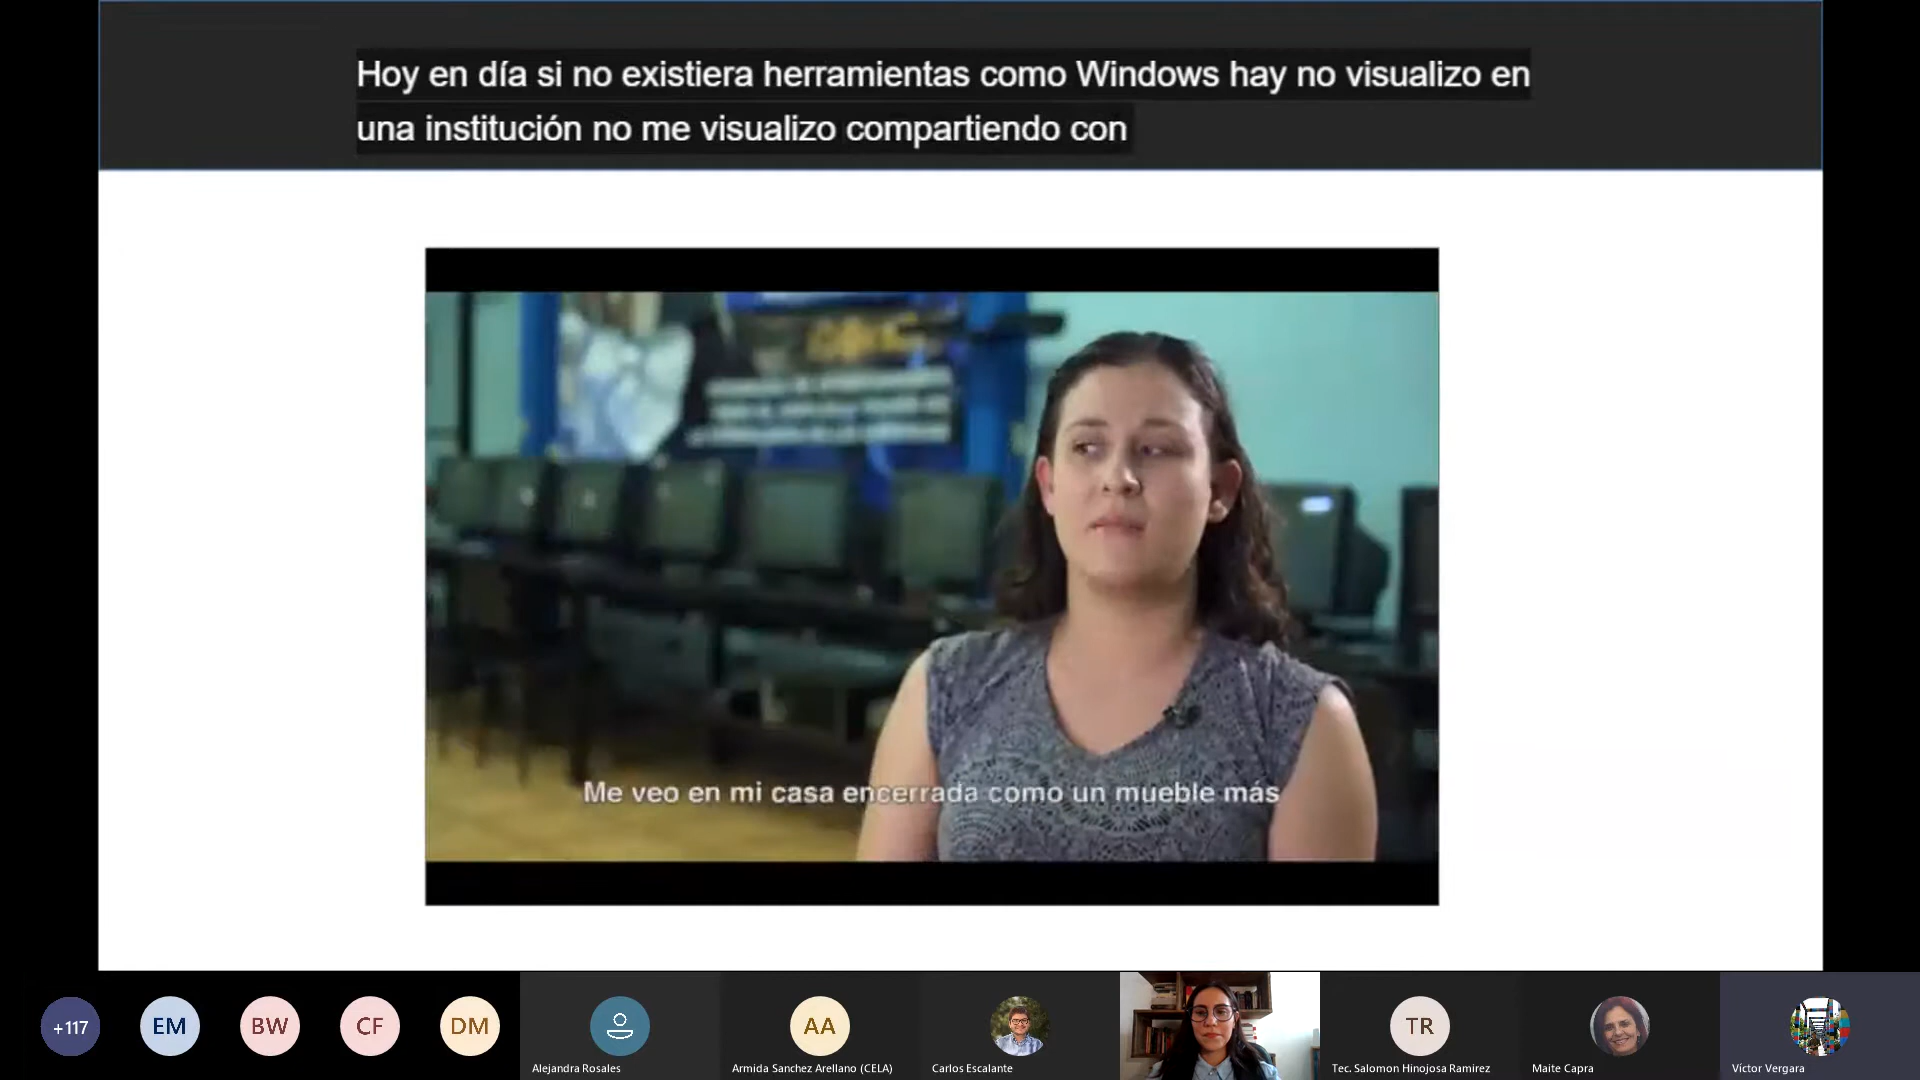 Hoy en día si no existiera herramientas como Windows hay no visualizo en
una institución no me visualizo compartiendo con
Me veo en mi casa encerrada como un mueble más
+117
EM
BW
CF
DM
AA
TR
Alejandra Rosales
Armida Sanchez Arellano (CELA)
Carlos Escalante
Tec. Salomon Hinojosa Ramirez
Maite Capra
Víctor Vergara